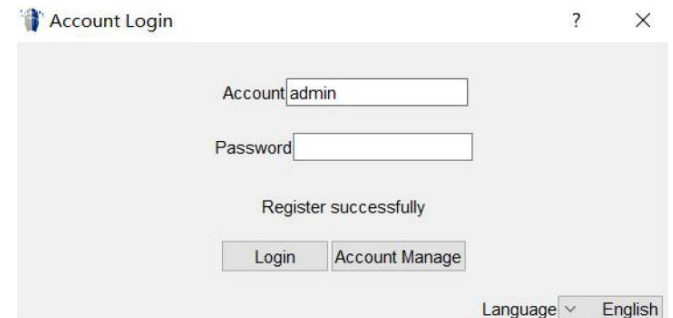 Account Login ?
Account admin
Password
Register successfully
Login Account Manage
Language English